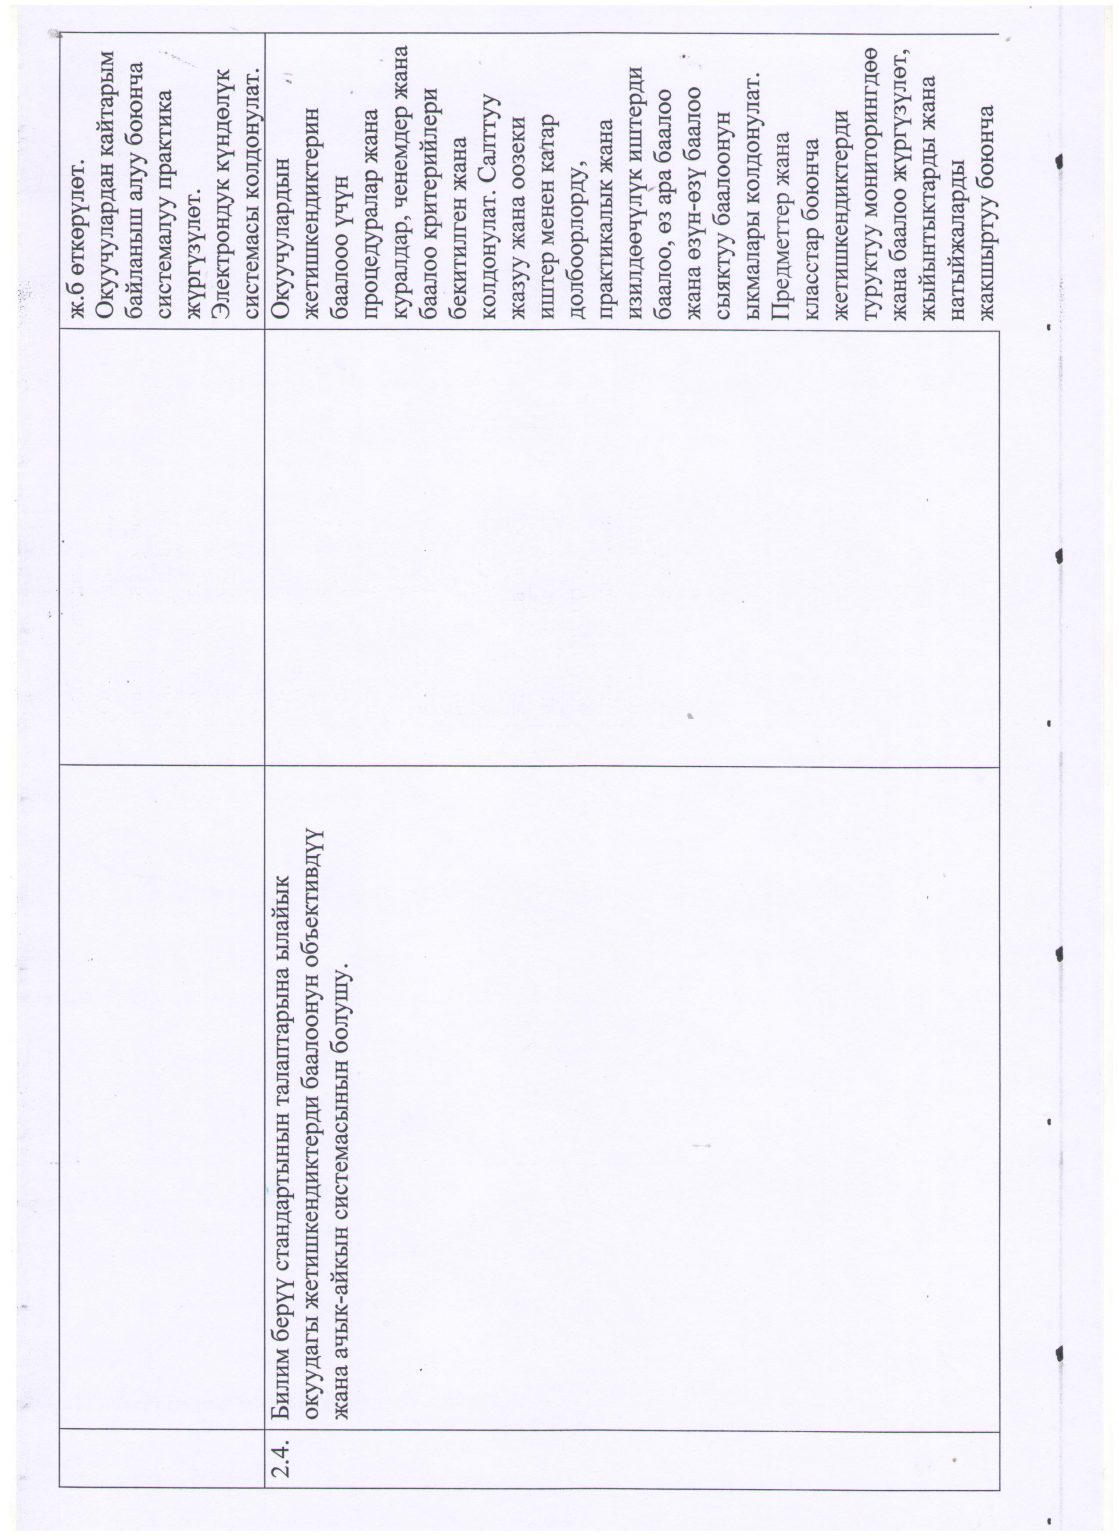 ж.б өткөрүлөт.
Окуучулардан кайтарым
байланыш алуу боюнча
системалуу практика
жүргүзүлөт.
Электрондук күндөлүк
системасы колдонулат.
2.4.
Билим берүү стандартынын талаптарына ылайык
окуудагы жетишкендиктерди баалоонун объективдүү
жана ачык-айкын системасынын болушу.
Окуучулардын
жетишкендиктерин
баалооо үчүн
процедуралар жана
куралдар, ченемдер жана
баалоо критерийлери
бекитилген жана
колдонулат. Салттуу
жазуу жана оозеки
иштер менен катар
долбоорлорду,
практикалык жана
изилдөөчүлүк иштерди
баалоо, өз ара баалоо
жана өзүн-өзү баалоо
сыяктуу баалоонун
ыкмалары колдонулат.
Предметтер жана
класстар боюнча
жетишкендиктерди
туруктуу мониторингдөө
жана баалоо жүргүзүлөт,
жыйынтыктарды жана
натыйжаларды
жакшыртуу боюнча